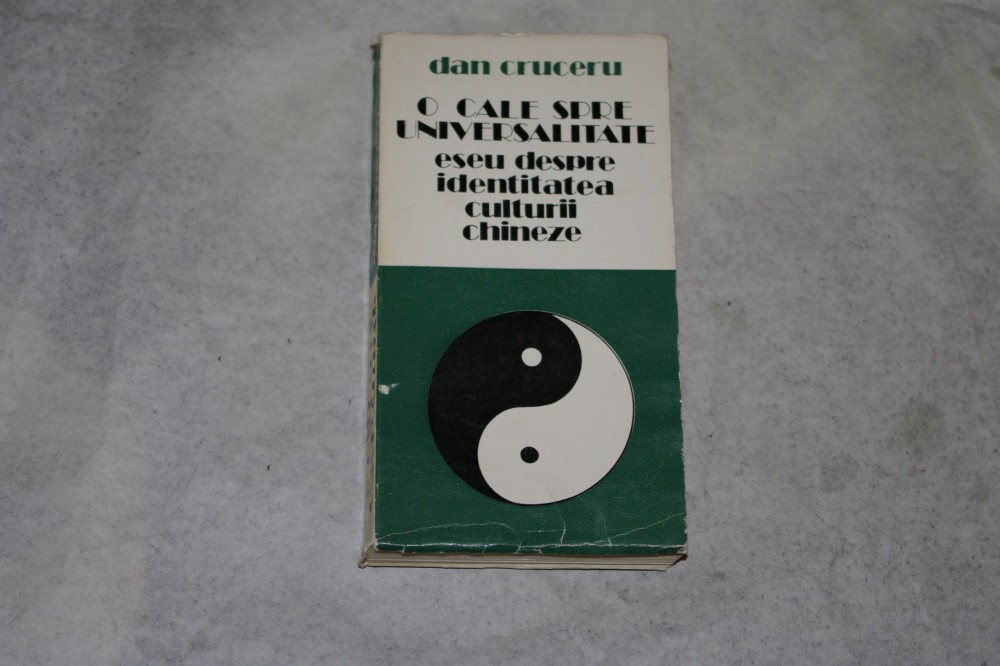 dan cruceru
O CALE SPRE
UNIVERSALITATE
eseu despre
identitatea
culturii
chineze